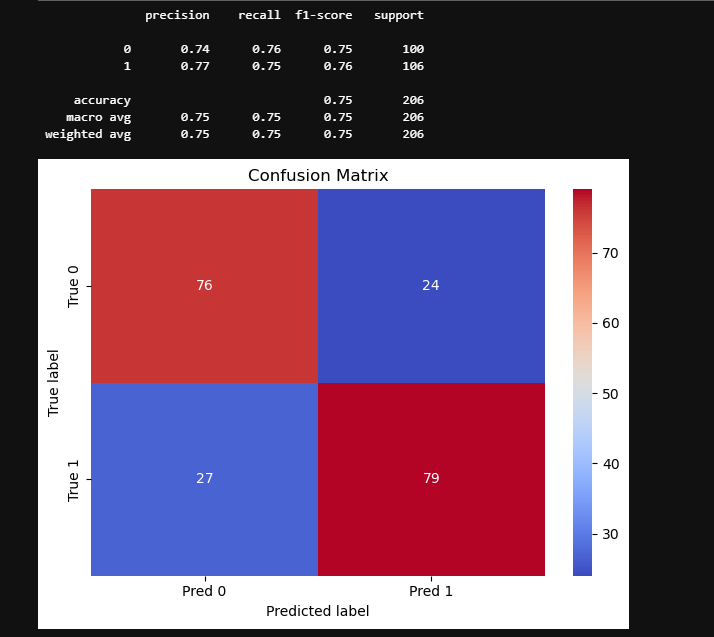 precision recall f1-score support
0 0.74 0.76 0.75 100
1 0.77 0.75 0.76 106
accuracy 0.75 206
macro avg 0.75 0.75 0.75 206
weighted avg 0.75 0.75 0.75 206
Confusion Matrix
True label
True 0
76 24
True 1
27 79
Pred 0 Pred 1
Predicted label
70
60
50
40
30